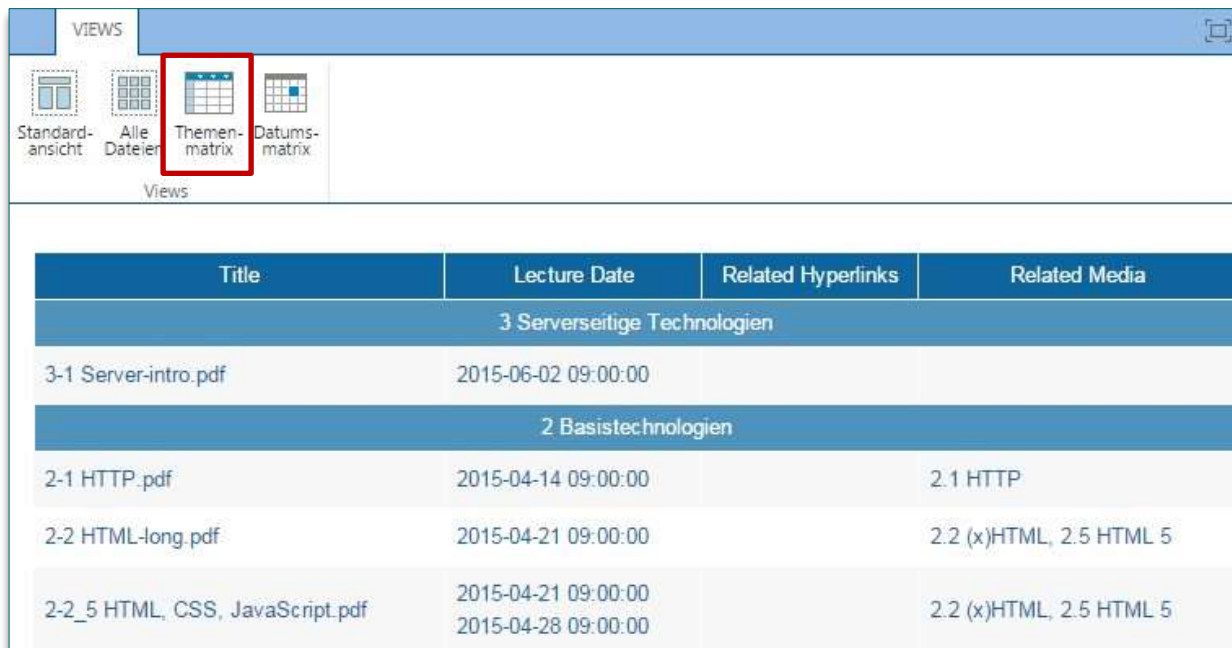 VIEWS
Standard- Alle Themen- Datums-
ansicht Dateien matrix matrix
Views
Title Lecture Date Related Hyperlinks Related Media
3 Serverseitige Technologien
3-1 Server-intro.pdf 2015-06-02 09:00:00
2 Basistechnologien
2-1 HTTP.pdf 2015-04-14 09:00:00 2.1 HTTP
2-2 HTML-long.pdf 2015-04-21 09:00:00 2.2 (x)HTML, 2.5 HTML 5
2-2_5 HTML, CSS, JavaScript.pdf 2015-04-21 09:00:00 2.2 (x)HTML, 2.5 HTML 5
2015-04-28 09:00:00